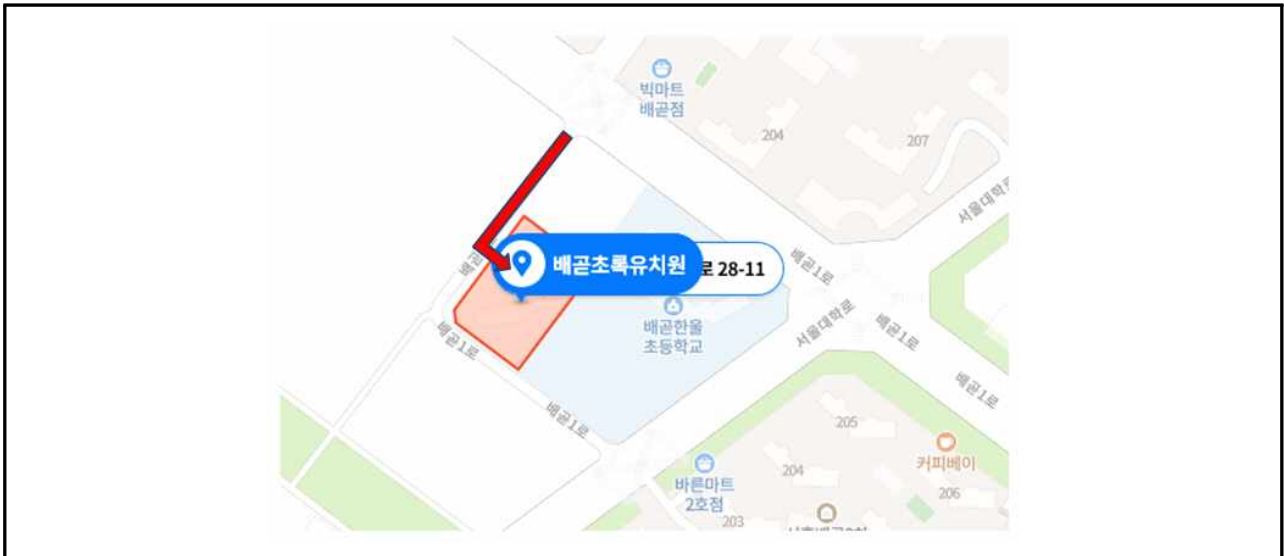 빅마트
배곧점
204
207
서울대학로
배곧1로
배곧초록유치원
로 28-11
배곧
배곧한울
초등학교
서울대학로
배곧1로
배곧1로
배곧1로
배곧1로
205
커피베이
바른마트
2호점
204
206
203